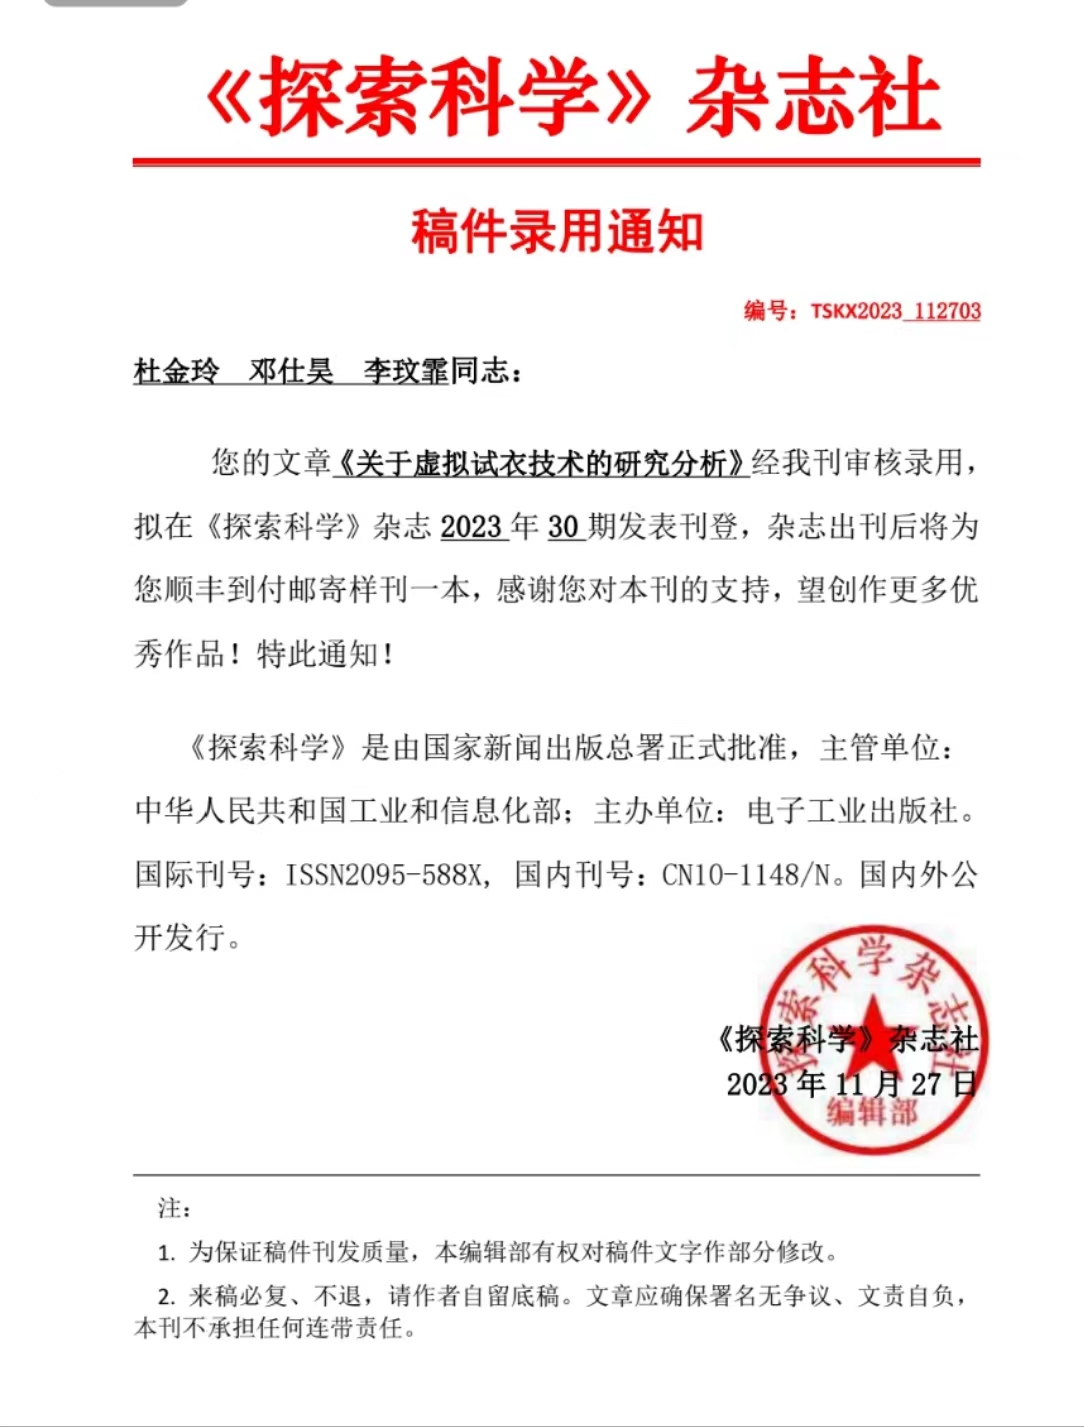 《探索科学》杂志社
稿件录用通知
编号：TSKX2023 112703
杜金玲　邓仕昊　李玟霏同志：
您的文章《关于虚拟试衣技术的研究分析》经我刊审核录用，
拟在《探索科学》杂志 2023 年 30 期发表刊登，杂志出刊后将为
您顺丰到付邮寄样刊一本，感谢您对本刊的支持，望创作更多优
秀作品！特此通知！
《探索科学》是由国家新闻出版总署正式批准，主管单位：
中华人民共和国工业和信息化部；主办单位：电子工业出版社。
国际刊号：ISSN2095-588X，国内刊号：CN10-1148/N。国内外公
开发行。
探索科学杂志社
《探索科学》杂志社
2023 年 11 月 27 日
编辑部
注：
1. 为保证稿件刊发质量，本编辑部有权对稿件文字作部分修改。
2. 来稿必复、不退，请作者自留底稿。文章应确保署名无争议、文责自负，
本刊不承担任何连带责任。